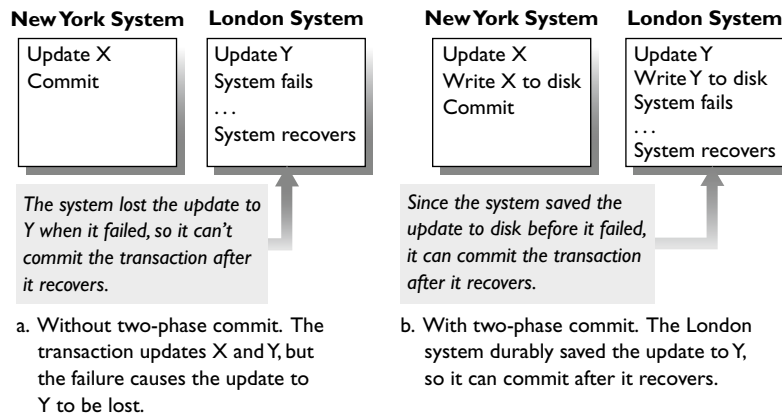 New York System
Update X
Commit
London System
Update Y
System fails
. . .
System recovers
The system lost the update to
Y when it failed, so it can't
commit the transaction after
it recovers.
a. Without two-phase commit. The
transaction updates X and Y, but
the failure causes the update to
Y to be lost.
New York System
Update X
Write X to disk
Commit
London System
Update Y
Write Y to disk
System fails
. . .
System recovers
Since the system saved the
update to disk before it failed,
it can commit the transaction
after it recovers.
b. With two-phase commit. The London
system durably saved the update to Y,
so it can commit after it recovers.